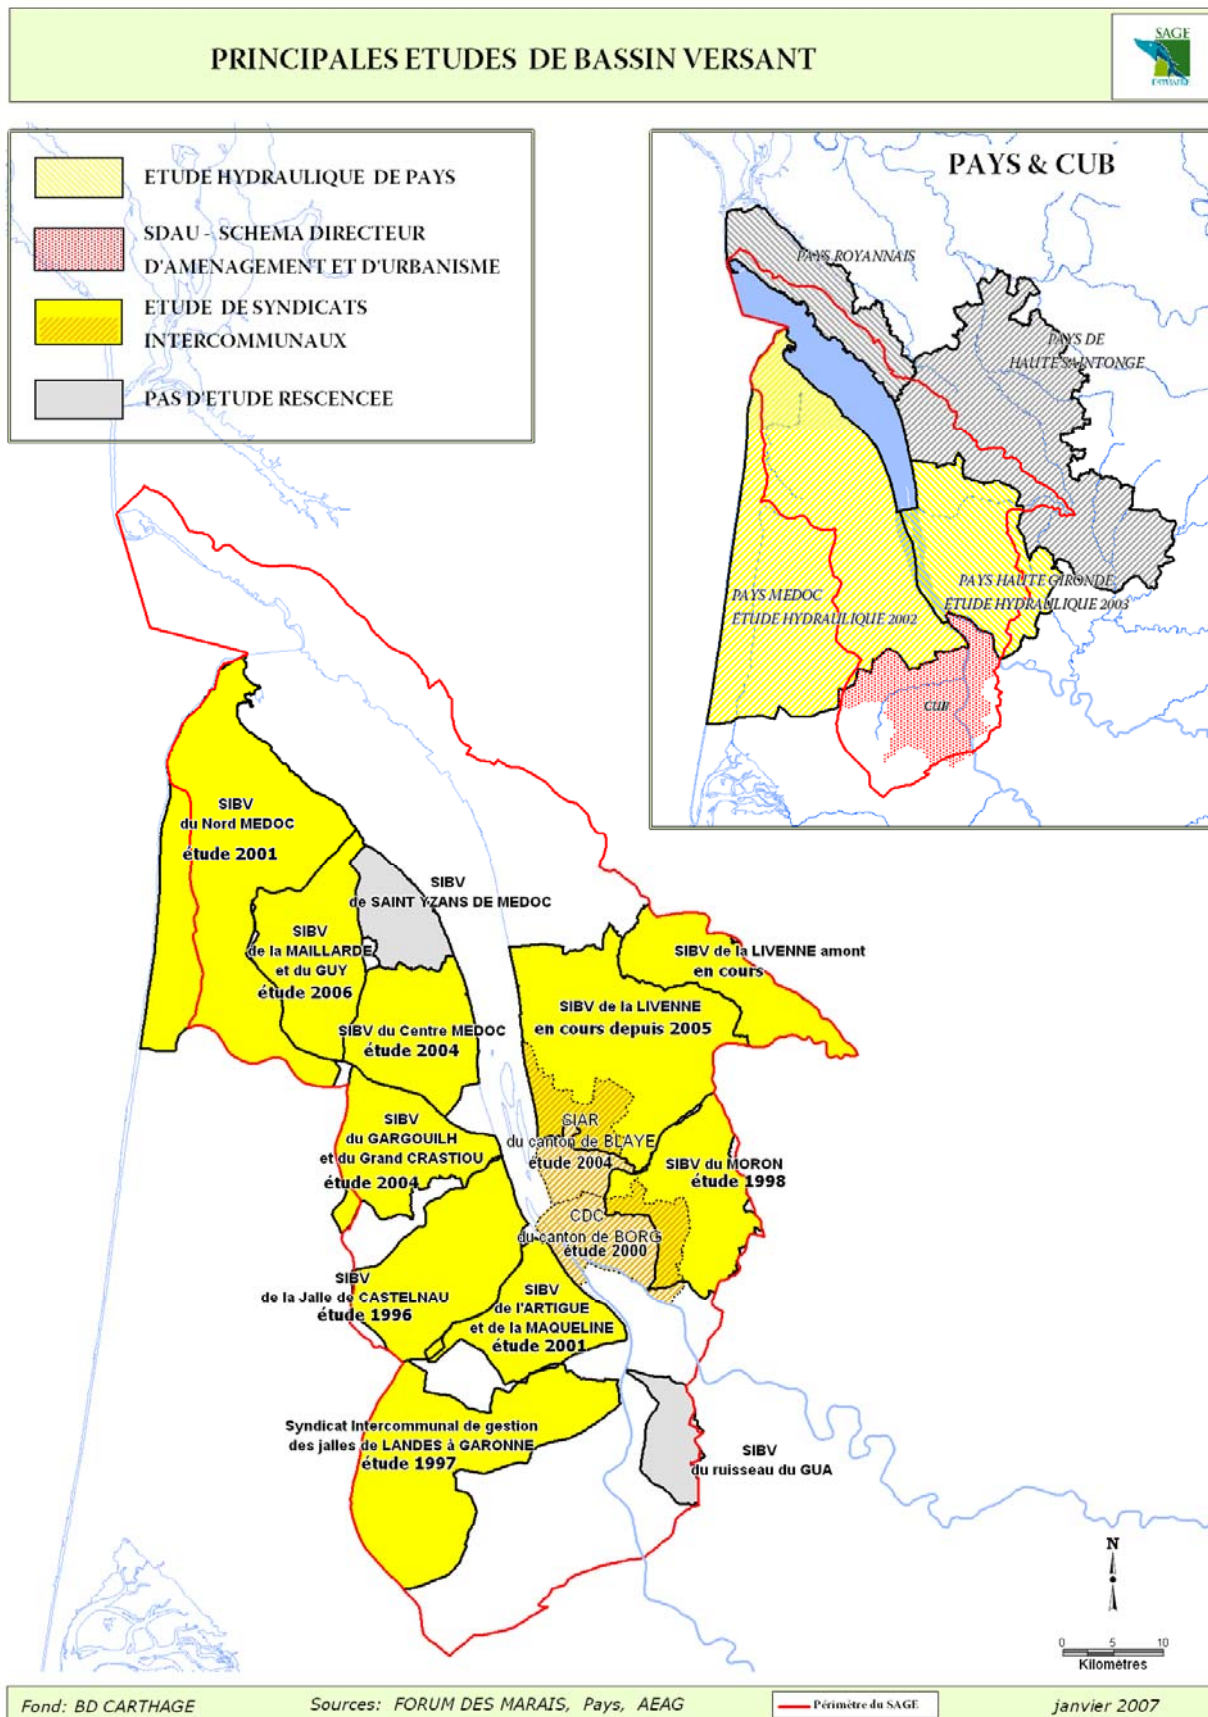 PRINCIPALES ETUDES DE BASSIN VERSANT
SAGE
ESTUAIRE
ETUDE HYDRAULIQUE DE PAYS
SDAU - SCHEMA DIRECTEUR
D'AMENAGEMENT ET D'URBANISME
ETUDE DE SYNDICATS
INTERCOMMUNAUX
PAS D'ETUDE RESCENCEE
PAYS & CUB
PAYS ROYANNAIS
PAYS DE
HAUTE SAINTONGE
PAYS MEDOC
ETUDE HYDRAULIQUE 2002
PAYS HAUTE GIRONDE
ETUDE HYDRAULIQUE 2003
CUB
SIBV
du Nord MEDOC
étude 2001
SIBV
de SAINT YZANS DE MEDOC
SIBV
de la MAILLARDE
et du GUY
étude 2006
SIBV de la LIVENNE amont
en cours
SIBV de la LIVENNE
en cours depuis 2005
SIBV du Centre MEDOC
étude 2004
SIAR
du canton de BLAYE
étude 2004
SIBV
du GARGOUILH
et du Grand CRASTIOU
étude 2004
SIBV du MORON
étude 1998
CDC
du canton de BORG
étude 2000
SIBV
de la Jalle de CASTELNAU
étude 1996
SIBV
de l'ARTIGUE
et de la MAQUELINE
étude 2001
Syndicat Intercommunal de gestion
des jalles de LANDES à GARONNE
étude 1997
SIBV
du ruisseau du GUA
N
0 5 10
Kilomètres
Fond: BD CARTHAGE
Sources: FORUM DES MARAIS, Pays, AEAG
Périmètre du SAGE
janvier 2007